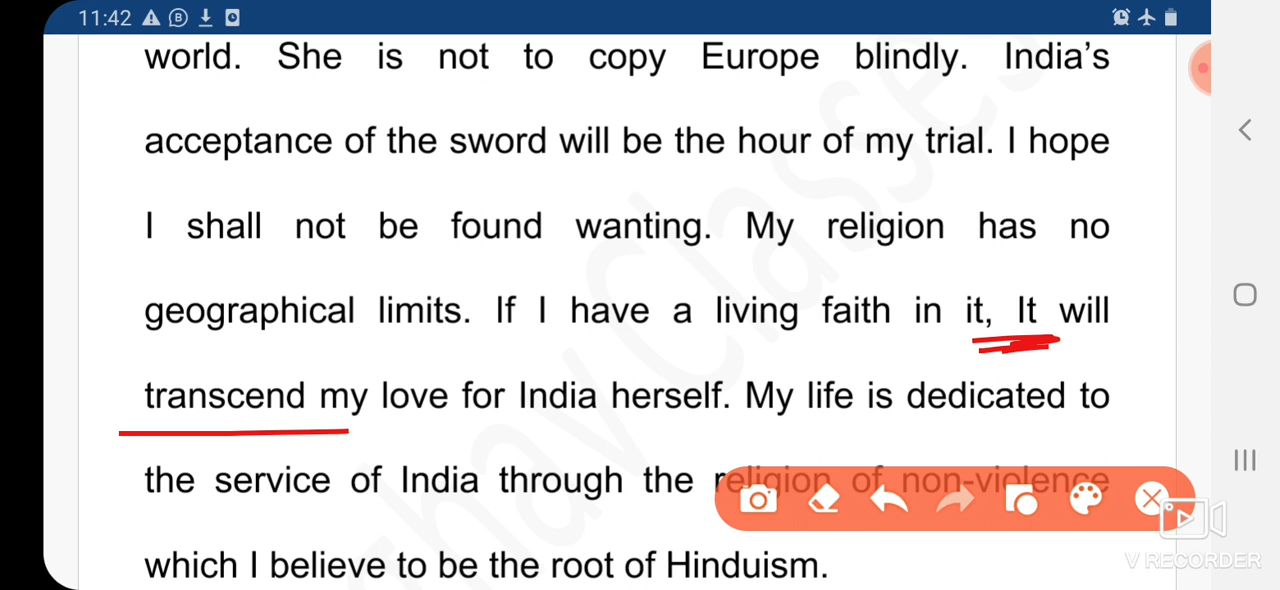 11:42
world. She is not to copy Europe blindly. India's
acceptance of the sword will be the hour of my trial. I hope
I shall not be found wanting. My religion has no
geographical limits. If I have a living faith in it, It will
transcend my love for India herself. My life is dedicated to
the service of India through the religion of non-violence
which I believe to be the root of Hinduism.
V RECORDER